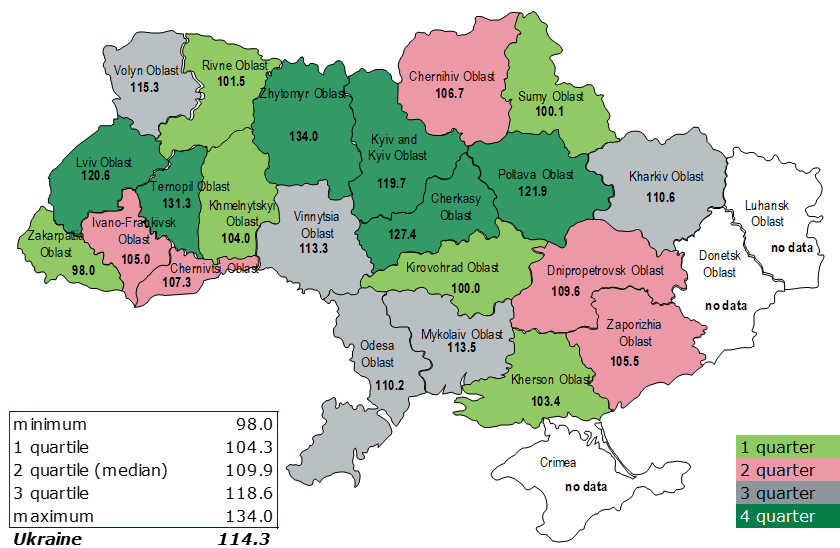 Volyn Oblast
115.3
Rivne Oblast
101.5
Zhytomyr Oblast
134.0
Chernihiv Oblast
106.7
Sumy Oblast
100.1
Kyiv and
Kyiv Oblast
119.7
Lviv Oblast
120.6
Ternopil Oblast
131.3
Khmelnytskyi
Oblast
104.0
Cherkasy
Oblast
127.4
Poltava Oblast
121.9
Kharkiv Oblast
110.6
Luhansk
Oblast
no data
Zakarpattia
Oblast
98.0
Ivano-Frankivsk
Oblast
105.0
Chernivtsi Oblast
107.3
Vinnytsia
Oblast
113.3
Kirovohrad Oblast
100.0
Dnipropetrovsk Oblast
109.6
Donetsk
Oblast
no data
Odesa
Oblast
110.2
Mykolaiv Oblast
113.5
Zaporizhia
Oblast
105.5
Kherson Oblast
103.4
Crimea
no data
minimum 98.0
1 quartile 104.3
2 quartile (median) 109.9
3 quartile 118.6
maximum 134.0
Ukraine 114.3
1 quarter
2 quarter
3 quarter
4 quarter